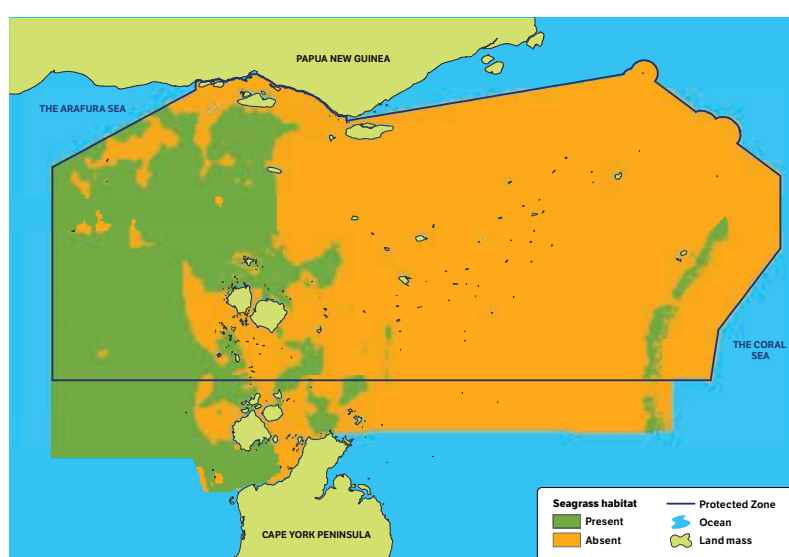 PAPUA NEW GUINEA
THE ARAFURA SEA
THE CORAL
SEA
CAPE YORK PENINSULA
Seagrass habitat
Present
Absent
Protected Zone
Ocean
Land mass